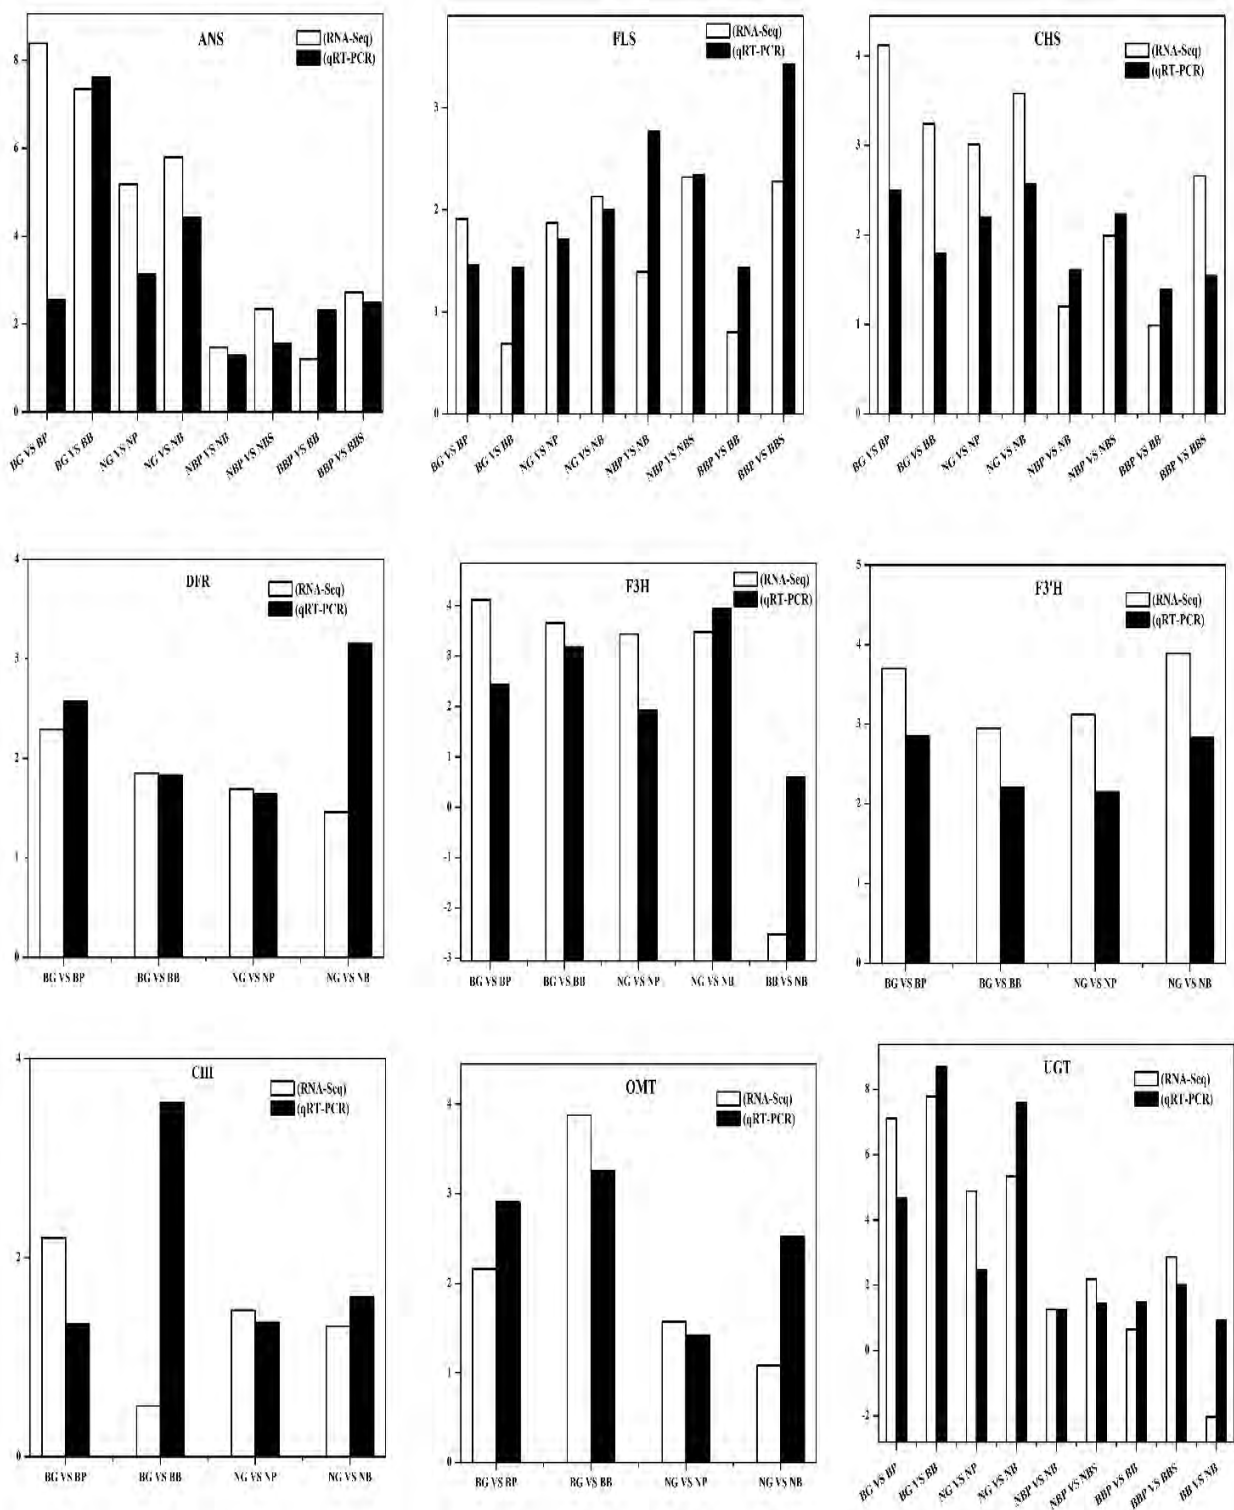 ANS
(RNA-Seq)
(qRT-PCR)
8
6
4
2
0
BG VS BP
BG VS BB
NG VS NP
NG VS NB
NBP VS NB
NBP VS NBS
BBP VS BB
BBP VS BBS
FLS
(RNA-Seq)
(qRT-PCR)
3
2
1
0
BG VS BP
BG VS BB
NG VS NP
NG VS NB
NBP VS NB
NBP VS NBS
BBP VS BB
BBP VS BBS
CHS
(RNA-Seq)
(qRT-PCR)
4
3
2
1
0
BG VS BP
BG VS BB
NG VS NP
NG VS NB
NBP VS NB
NBP VS NBS
BBP VS BB
BBP VS BBS
DFR
(RNA-Seq)
(qRT-PCR)
4
3
2
1
0
BG VS BP
BG VS BB
NG VS NP
NG VS NB
F3H
(RNA-Seq)
(qRT-PCR)
4
3
2
1
0
-1
-2
-3
BG VS BP
BG VS BB
NG VS NP
NG VS NB
BB VS NB
F3'H
(RNA-Seq)
(qRT-PCR)
5
4
3
2
1
0
BG VS BP
BG VS BB
NG VS NP
NG VS NB
CHI
(RNA-Seq)
(qRT-PCR)
4
2
0
BG VS BP
BG VS BB
NG VS NP
NG VS NB
OMT
(RNA-Seq)
(qRT-PCR)
4
3
2
1
0
BG VS BP
BG VS BB
NG VS NP
NG VS NB
UGT
(RNA-Seq)
(qRT-PCR)
8
6
4
2
0
-2
BG VS BP
BG VS BB
NG VS NP
NG VS NB
NBP VS NB
NBP VS NBS
BBP VS BB
BBP VS BBS
BB VS NB